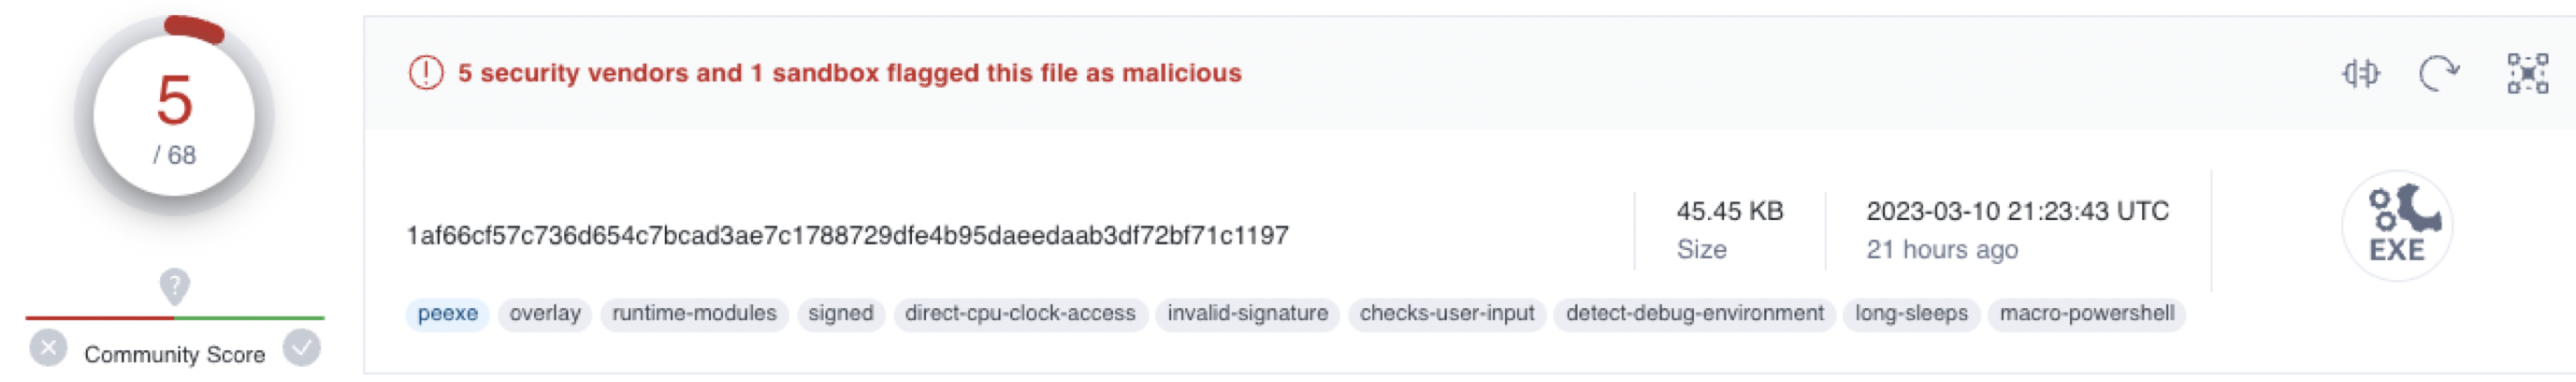 5
/ 68
?
Community Score
5 security vendors and 1 sandbox flagged this file as malicious
1af66cf57c736d654c7bcad3ae7c1788729dfe4b95daeedaab3df72bf71c1197
45.45 KB
Size
2023-03-10 21:23:43 UTC
21 hours ago
EXE
peexe overlay runtime-modules signed direct-cpu-clock-access invalid-signature checks-user-input detect-debug-environment long-sleeps macro-powershell